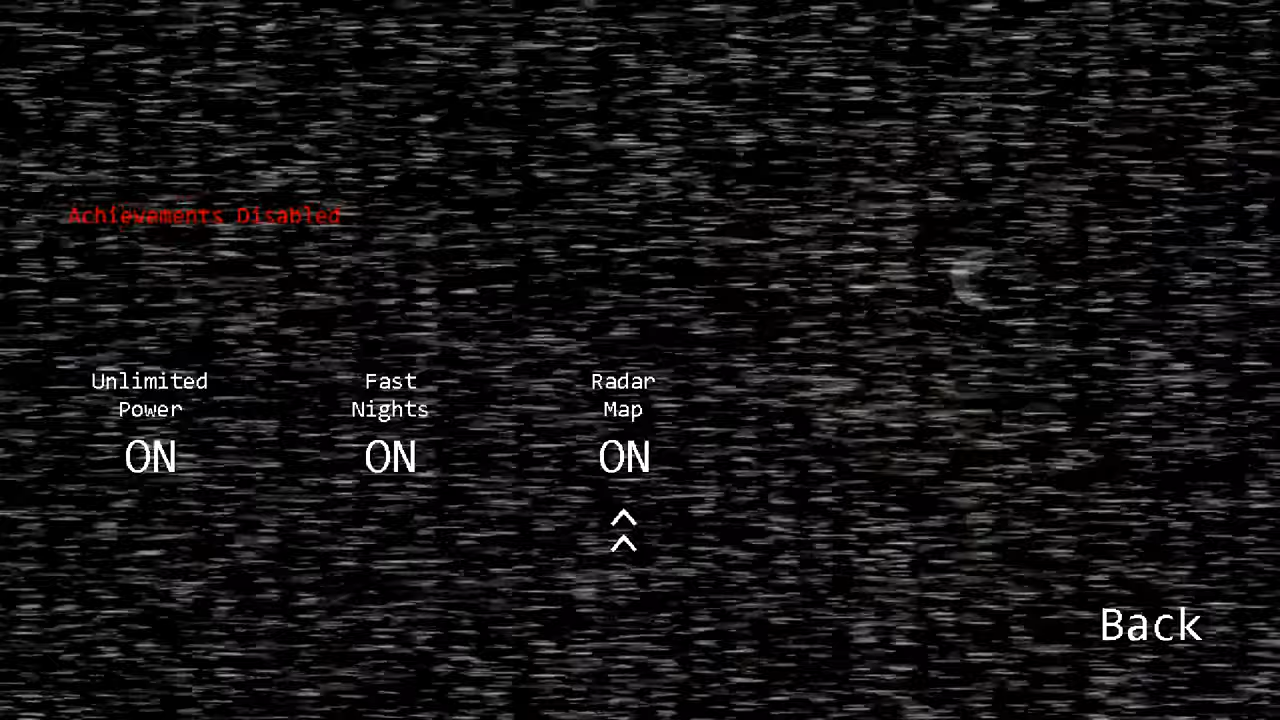 Achievements Disabled
Unlimited
Power
ON
Fast
Nights
ON
Radar
Map
ON
Back